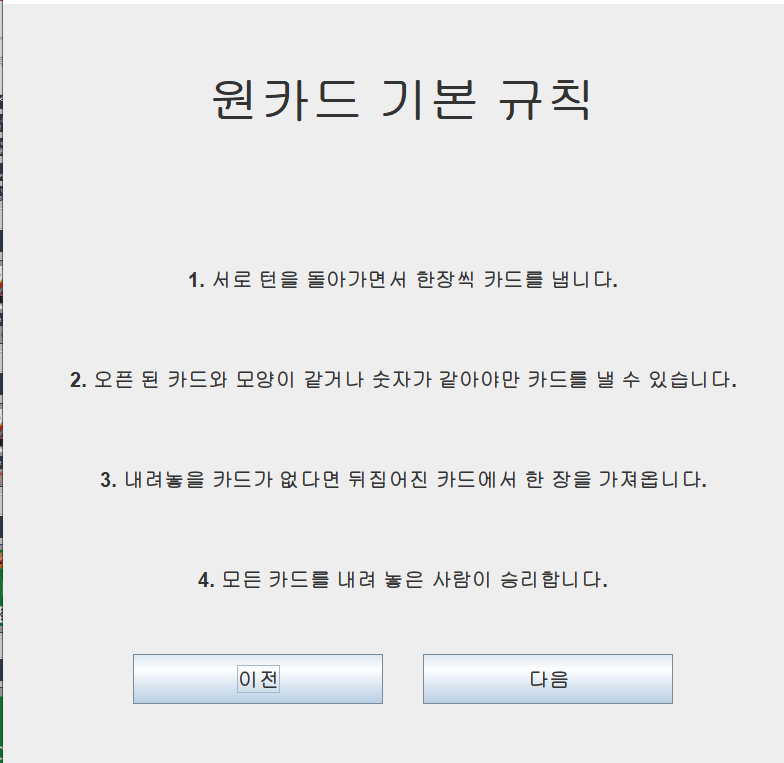 원카드 기본 규칙
1. 서로 턴을 돌아가면서 한장씩 카드를 냅니다.
2. 오픈 된 카드와 모양이 같거나 숫자가 같아야만 카드를 낼 수 있습니다.
3. 내려놓을 카드가 없다면 뒤집어진 카드에서 한 장을 가져옵니다.
4. 모든 카드를 내려 놓은 사람이 승리합니다.
이전 다음